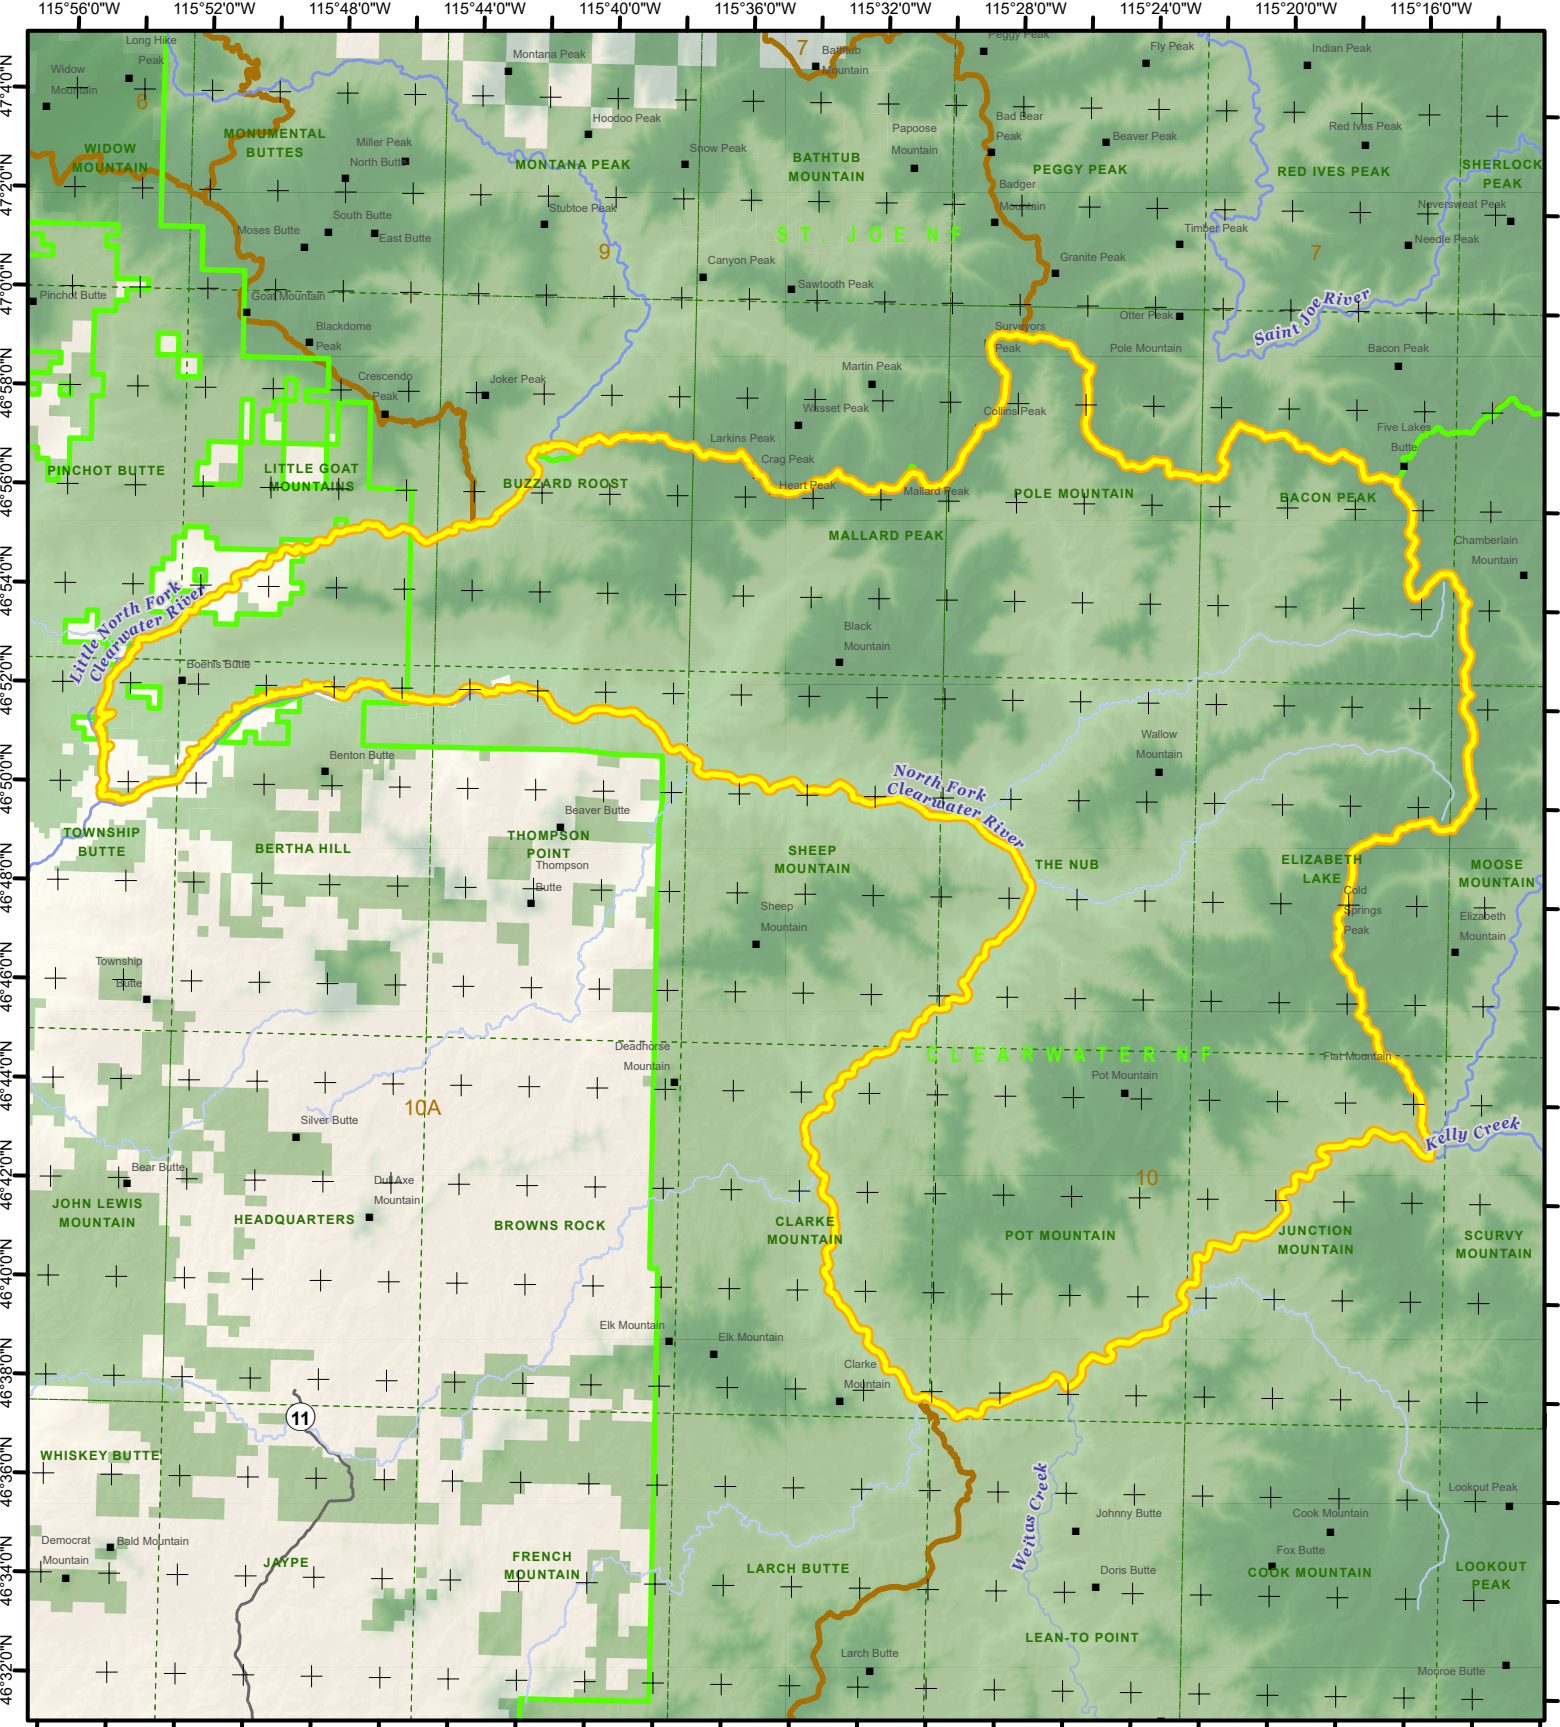 115°56'0"W 115°52'0"W 115°48'0"W 115°44'0"W 115°40'0"W 115°36'0"W 115°32'0"W 115°28'0"W 115°24'0"W 115°20'0"W 115°16'0"W
47°4'0"N
47°2'0"N
47°0'0"N
46°58'0"N
46°56'0"N
46°54'0"N
46°52'0"N
46°50'0"N
46°48'0"N
46°46'0"N
46°44'0"N
46°42'0"N
46°40'0"N
46°38'0"N
46°36'0"N
46°34'0"N
46°32'0"N
Long Hike
Peak
Widow
Mountain
6
WIDOW
MOUNTAIN
MONUMENTAL
BUTTES
Miller Peak
North Butte
South Butte
Moses Butte
East Butte
Montana Peak
Hoodoo Peak
MONTANA PEAK
Stubtoe Peak
9
Snow Peak
7
Bathtub
Mountain
Papoose
Mountain
BATHTUB
MOUNTAIN
ST. JOE NF
Peggy Peak
Bad Bear
Peak
Badger
Mountain
Fly Peak
Beaver Peak
PEGGY PEAK
Indian Peak
Red Ives Peak
RED IVES PEAK
SHERLOCK
PEAK
Neversweat Peak
Needle Peak
Timber Peak
7
Granite Peak
Canyon Peak
Sawtooth Peak
Pinchot Butte
Goat Mountain
Blackdome
Peak
Crescendo
Peak
Joker Peak
Martin Peak
Wasset Peak
Surveyors
Peak
Otter Peak
Pole Mountain
Saint Joe River
Bacon Peak
Collins Peak
Five Lakes
Butte
PINCHOT BUTTE
LITTLE GOAT
MOUNTAINS
BUZZARD ROOST
Larkins Peak
Crag Peak
Heart Peak
Mallard Peak
MALLARD PEAK
POLE MOUNTAIN
BACON PEAK
Chamberlain
Mountain
Little North Fork
Clearwater River
Boehls Butte
Black
Mountain
Benton Butte
Beaver Butte
North Fork
Clearwater River
Wallow
Mountain
TOWNSHIP
BUTTE
BERTHA HILL
THOMPSON
POINT
Thompson
Butte
SHEEP
MOUNTAIN
Sheep
Mountain
THE NUB
ELIZABETH
LAKE
Cold
Springs
Peak
MOOSE
MOUNTAIN
Elizabeth
Mountain
Township
Butte
Deadhorse
Mountain
CLEARWATER NF
Flat Mountain
Pot Mountain
10A
Silver Butte
Kelly Creek
Bear Butte
Dull Axe
Mountain
10
JOHN LEWIS
MOUNTAIN
HEADQUARTERS
BROWNS ROCK
CLARKE
MOUNTAIN
POT MOUNTAIN
JUNCTION
MOUNTAIN
SCURVY
MOUNTAIN
Elk Mountain
Elk Mountain
Clarke
Mountain
11
WHISKEY BUTTE
Weitas Creek
Lookout Peak
Johnny Butte
Cook Mountain
Democrat
Mountain
Bald Mountain
JAYPE
FRENCH
MOUNTAIN
LARCH BUTTE
Doris Butte
Fox Butte
COOK MOUNTAIN
LOOKOUT
PEAK
LEAN-TO POINT
Larch Butte
Monroe Butte